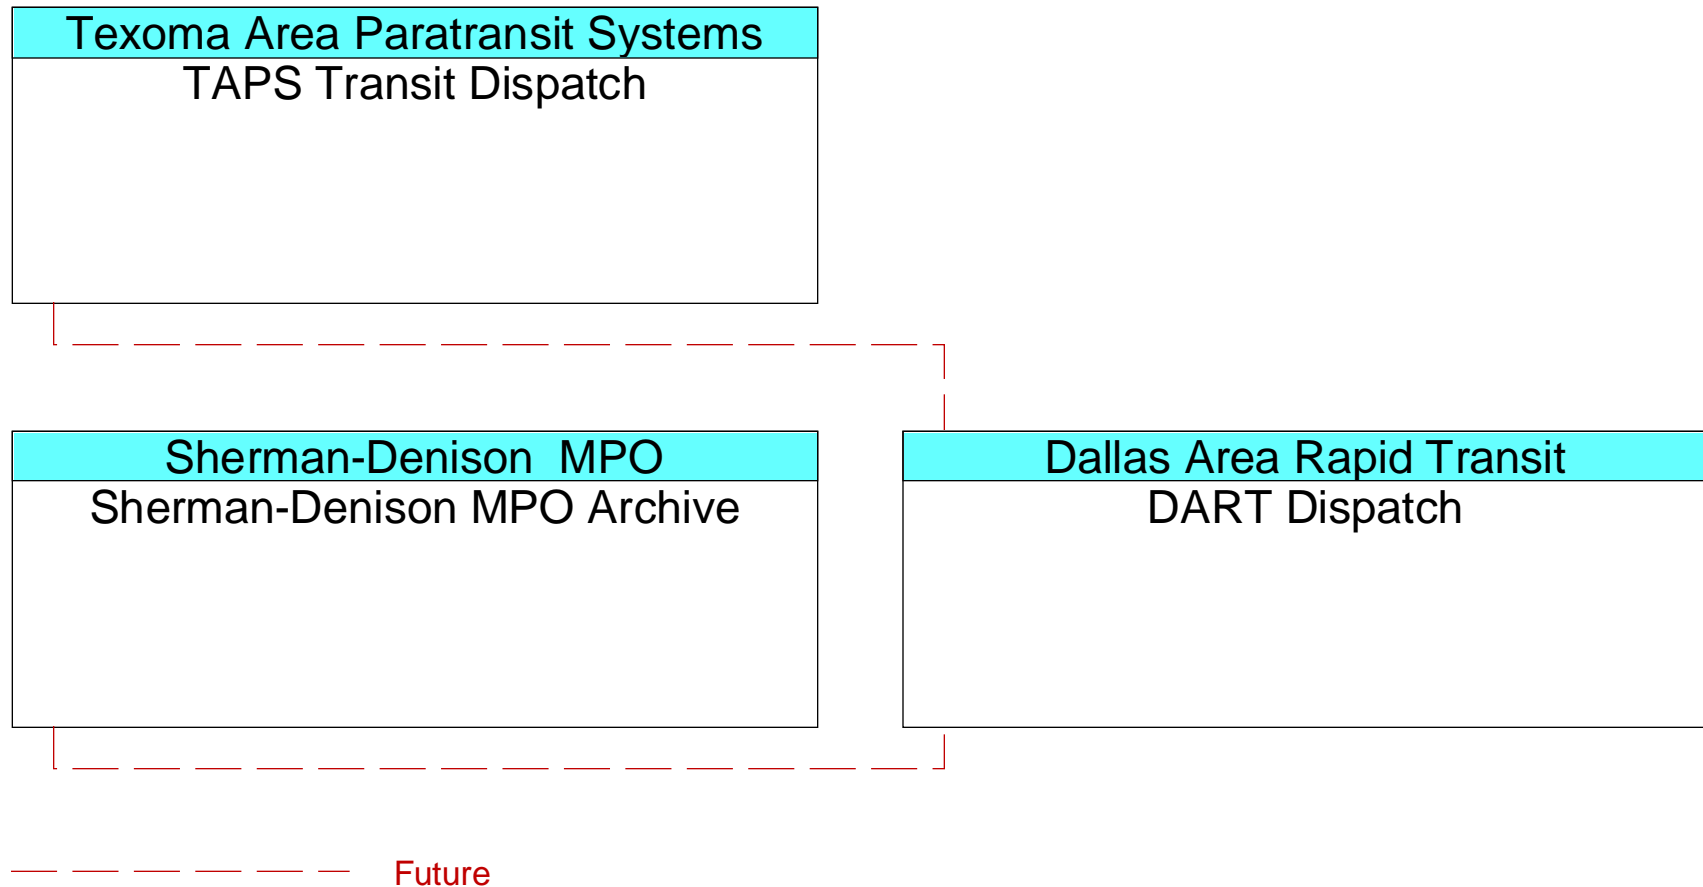 Texoma Area Paratransit Systems
TAPS Transit Dispatch
Sherman-Denison  MPO
Sherman-Denison MPO Archive
Dallas Area Rapid Transit
DART Dispatch
Future